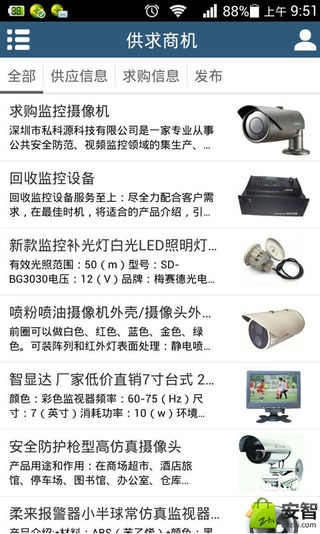 88
88% 上午 9:51
供求商机
全部
供应信息
求购信息
发布
求购监控摄像机
深圳市私科源科技有限公司是一家专业从事
公共安全防范、视频监控领域的集生产、...
回收监控设备
回收监控设备服务至上：尽全力配合客户需
求，在最佳时机，将适合的产品介绍，引...
新款监控补光灯白光LED照明灯...
有效光照范围：50（m）型号：SD-
BG3030电压：12（V）品牌：梅赛德光电...
喷粉喷油摄像机外壳/摄像头外...
前圈可以做白色、红色、蓝色、金色、绿
色。可装阵列和红外灯表面处理：静电喷...
智显达 厂家低价直销7寸台式 2...
颜色：彩色监视器频率：60-75（Hz）尺
寸：7（英寸）消耗功率：10（w）环境...
安全防护枪型高仿真摄像头
产品用途和作用：在商场超市、酒店旅
馆、停车场、图书馆、办公室、仓库...
柔来报警器小半球常仿真监视器...
安智